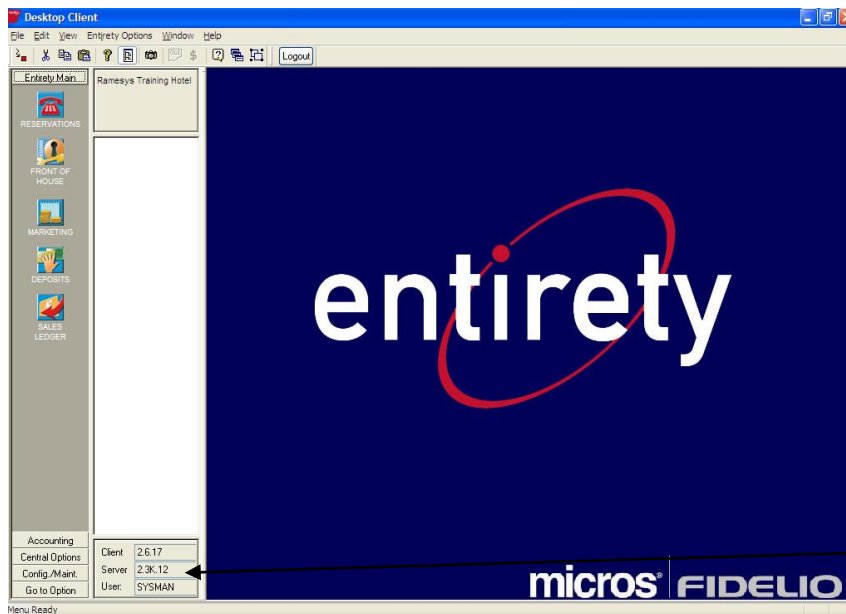 Desktop Client
File Edit View Entirety Options Window Help
Logout
...Entirety Main...
Ramesys Training Hotel
RESERVATIONS
FRONT OF
HOUSE
MARKETING
DEPOSITS
SALES
LEDGER
entirety
Accounting
Central Options
Config./Maint.
Go to Option
Client 2.6.17
Server 2.3K.12
User: SYSMAN
micros® FIDELIO
Menu Ready